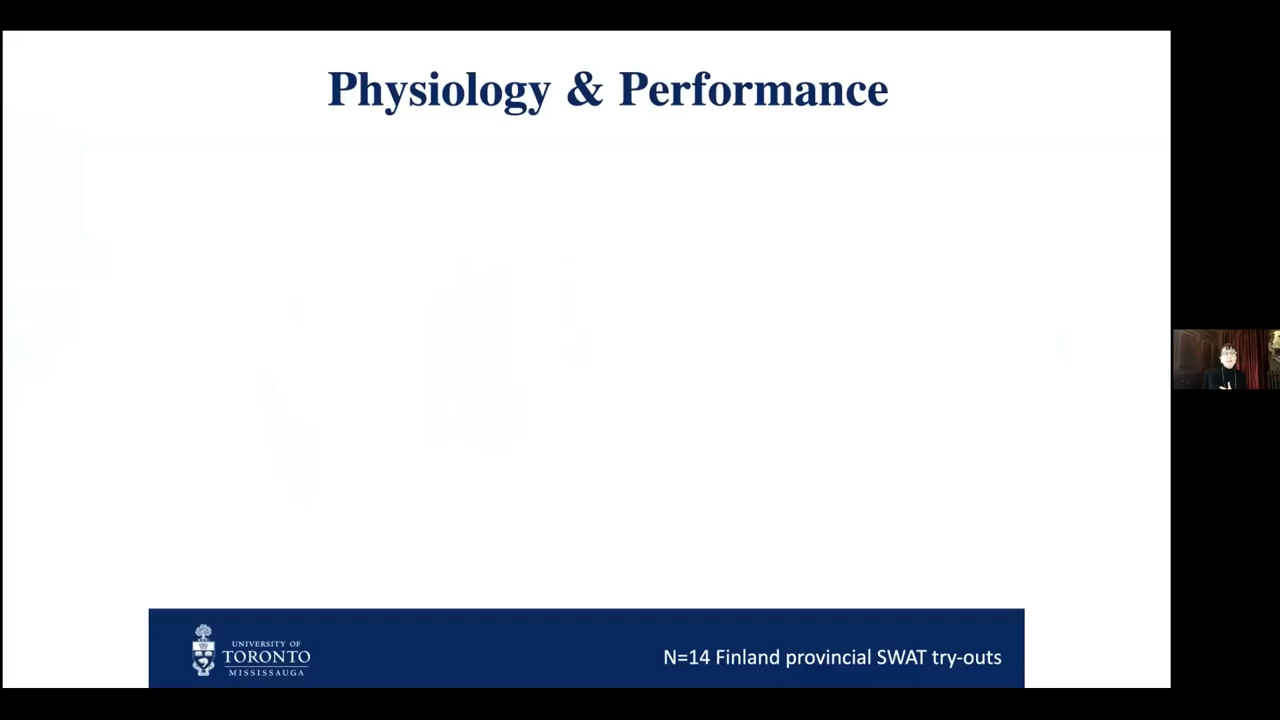 Physiology & Performance
UNIVERSITY OF
TORONTO
MISSISSAUGA
N=14 Finland provincial SWAT try-outs